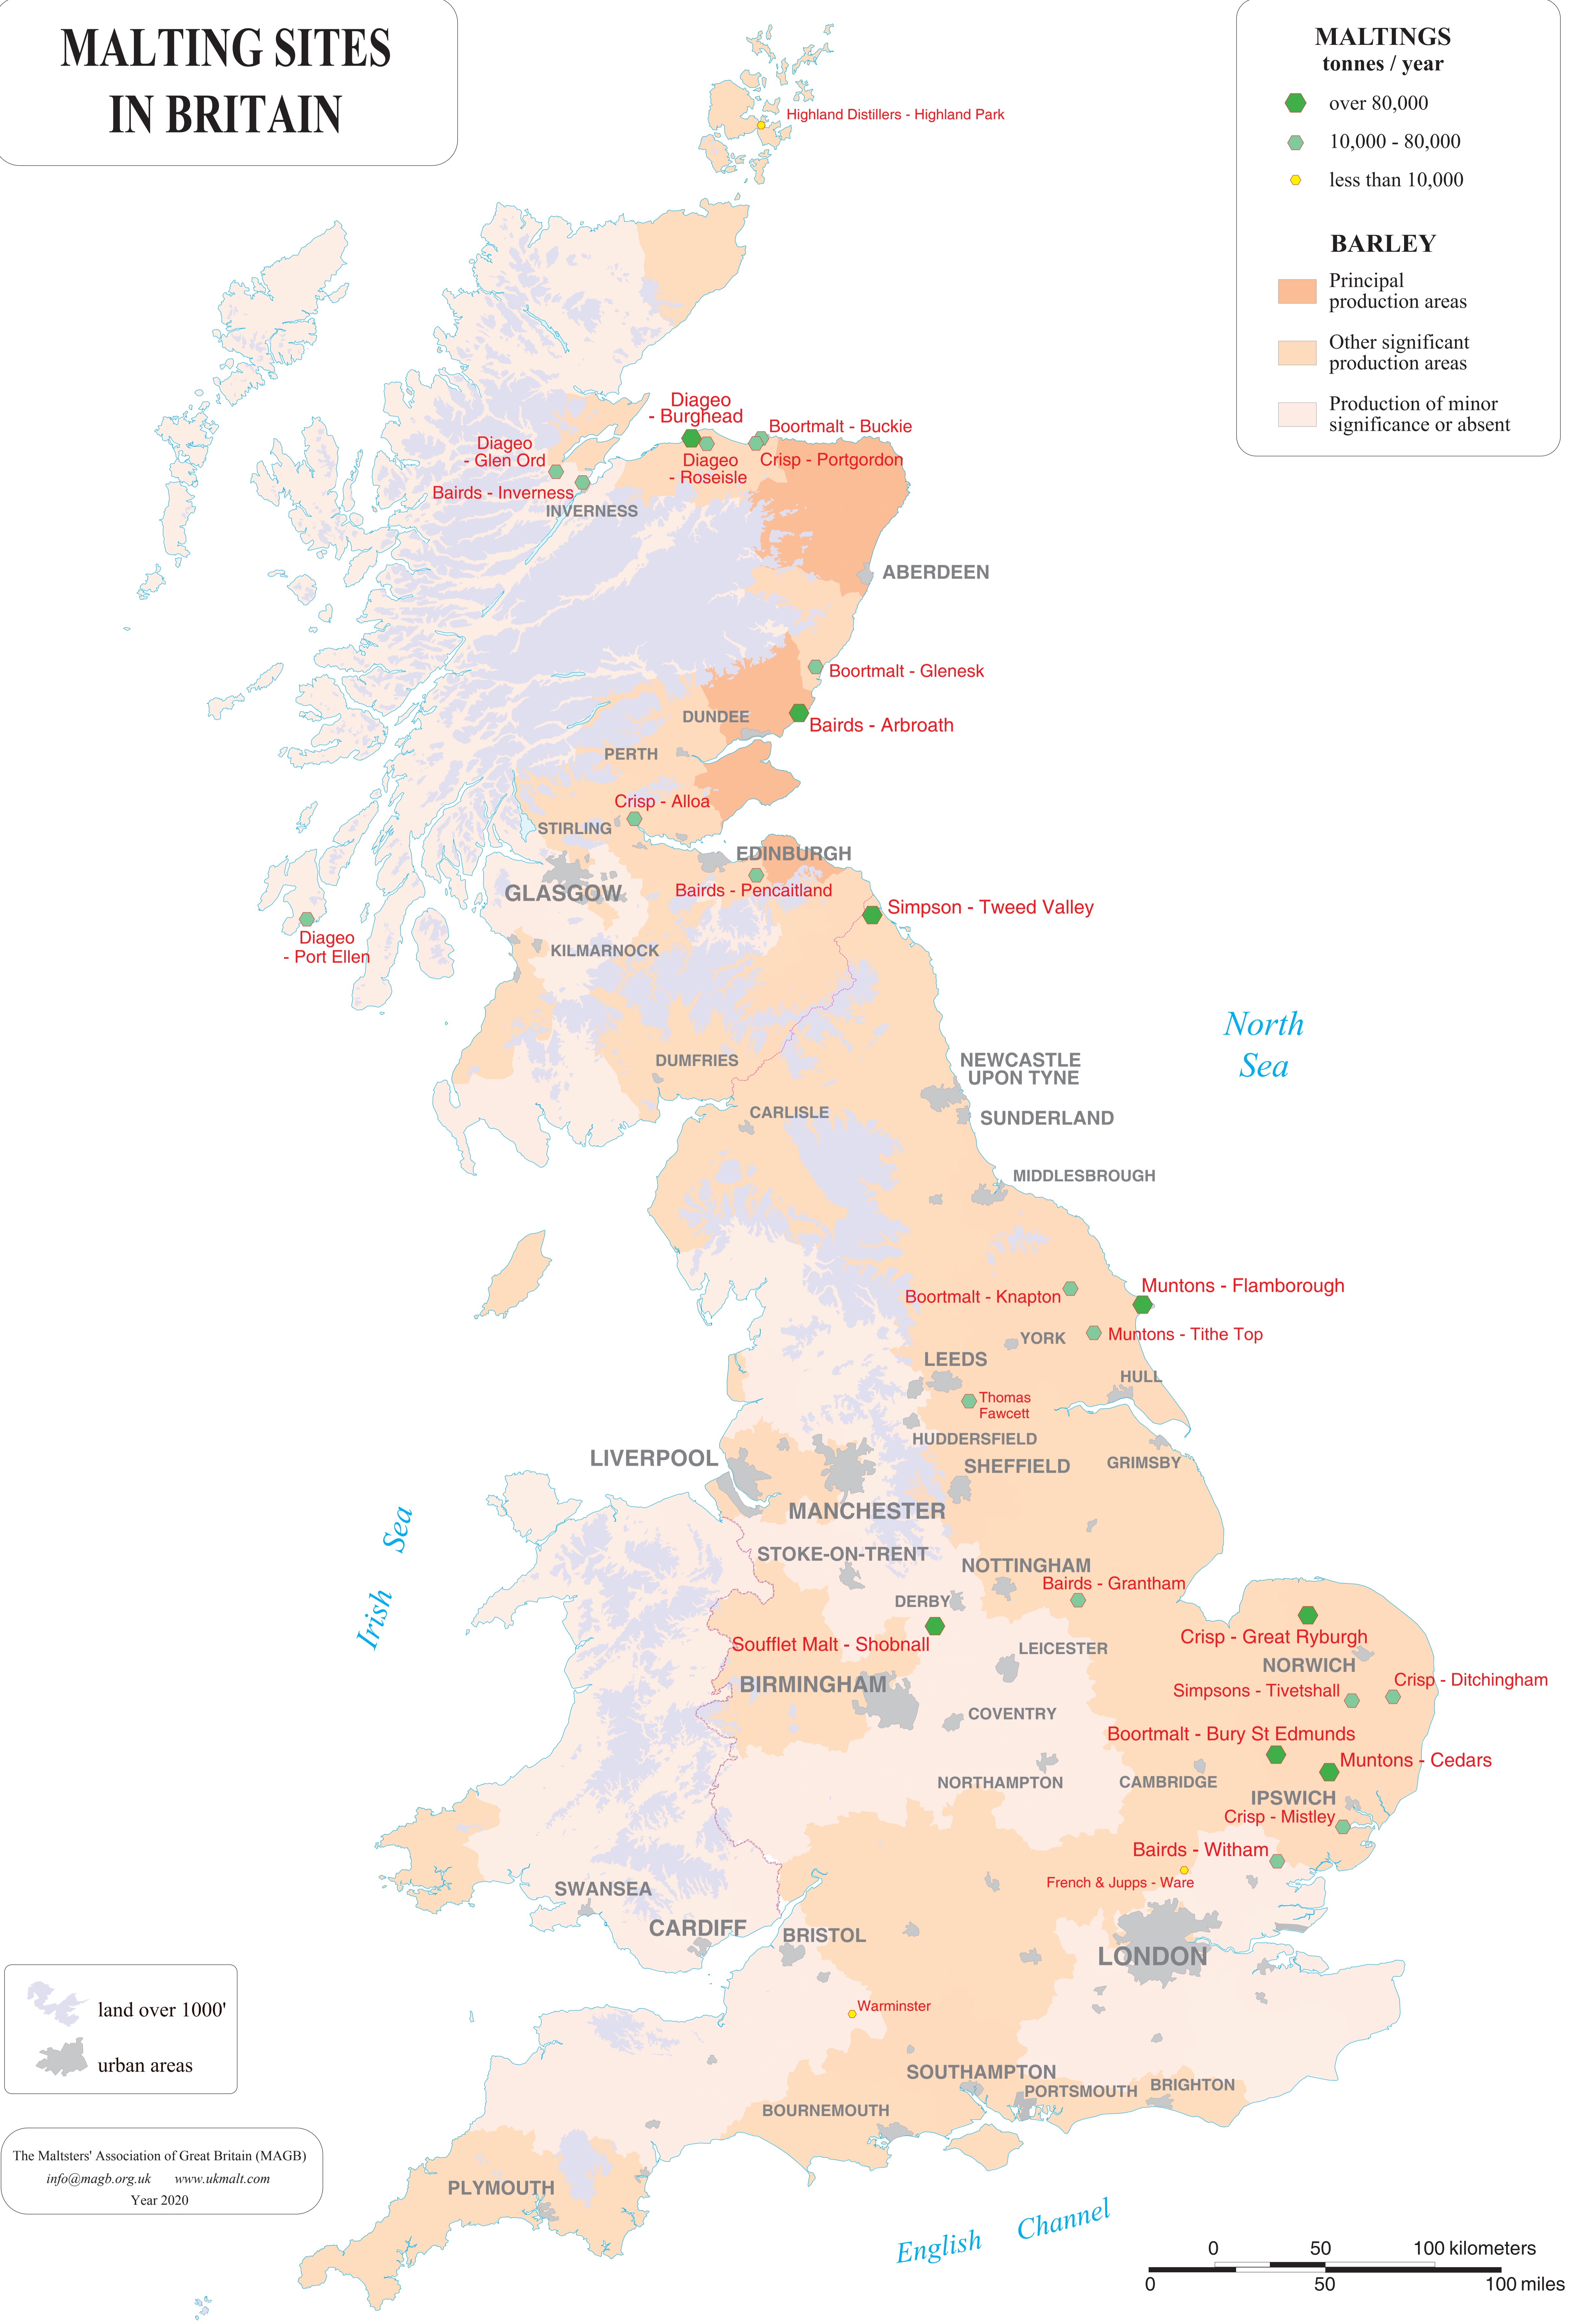 MALTING SITES
IN BRITAIN
MALTINGS
tonnes / year
over 80,000
10,000 - 80,000
less than 10,000
BARLEY
Principal
production areas
Other significant
production areas
Production of minor
significance or absent
Highland Distillers - Highland Park
Diageo
- Burghead
Boortmalt - Buckie
Diageo
- Glen Ord
Diageo
- Roseisle
Crisp - Portgordon
Bairds - Inverness
INVERNESS
ABERDEEN
Boortmalt - Glenesk
DUNDEE
Bairds - Arbroath
PERTH
Crisp - Alloa
STIRLING
EDINBURGH
GLASGOW
Bairds - Pencaitland
Simpson - Tweed Valley
Diageo
- Port Ellen
KILMARNOCK
North
Sea
DUMFRIES
NEWCASTLE
UPON TYNE
CARLISLE
SUNDERLAND
MIDDLESBROUGH
Muntons - Flamborough
Boortmalt - Knapton
YORK
Muntons - Tithe Top
LEEDS
HULL
Thomas
Fawcett
HUDDERSFIELD
LIVERPOOL
SHEFFIELD
GRIMSBY
MANCHESTER
Irish Sea
STOKE-ON-TRENT
NOTTINGHAM
Bairds - Grantham
DERBY
Soufflet Malt - Shobnall
Crisp - Great Ryburgh
LEICESTER
NORWICH
BIRMINGHAM
Crisp - Ditchingham
Simpsons - Tivetshall
COVENTRY
Boortmalt - Bury St Edmunds
Muntons - Cedars
NORTHAMPTON
CAMBRIDGE
IPSWICH
Crisp - Mistley
Bairds - Witham
French & Jupps - Ware
SWANSEA
CARDIFF
BRISTOL
LONDON
Warminster
SOUTHAMPTON
PORTSMOUTH
BRIGHTON
BOURNEMOUTH
PLYMOUTH
English Channel
land over 1000'
urban areas
The Maltsters' Association of Great Britain (MAGB)
info@magb.org.uk www.ukmalt.com
Year 2020
0 50 100 kilometers
0 50 100 miles